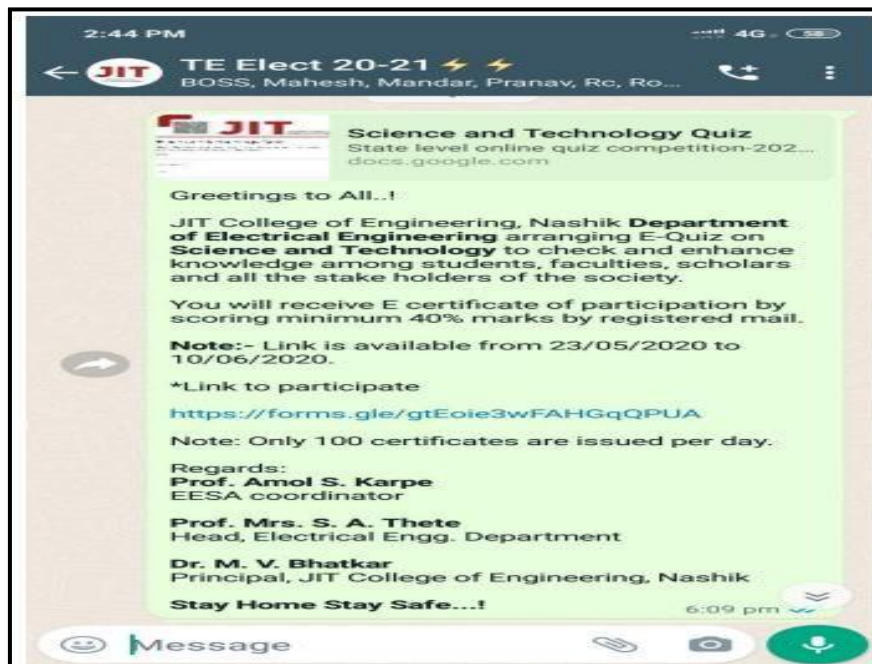 2:44 PM 4G 58
JIT TE Elect 20-21 ⚡ ⚡
BOSS, Mahesh, Mandar, Pranav, Rc, Ro...
JIT
Science and Technology Quiz
State level online quiz competition-202...
docs.google.com
Greetings to All..!
JIT College of Engineering, Nashik Department
of Electrical Engineering arranging E-Quiz on
Science and Technology to check and enhance
knowledge among students, faculties, scholars
and all the stake holders of the society.
You will receive E certificate of participation by
scoring minimum 40% marks by registered mail.
Note:- Link is available from 23/05/2020 to
10/06/2020.
*Link to participate
https://forms.gle/gtEoie3wFAHGqQPUA
Note: Only 100 certificates are issued per day.
Regards:
Prof. Amol S. Karpe
EESA coordinator
Prof. Mrs. S. A. Thete
Head, Electrical Engg. Department
Dr. M. V. Bhatkar
Principal, JIT College of Engineering, Nashik
Stay Home Stay Safe...!
6:09 pm
Message